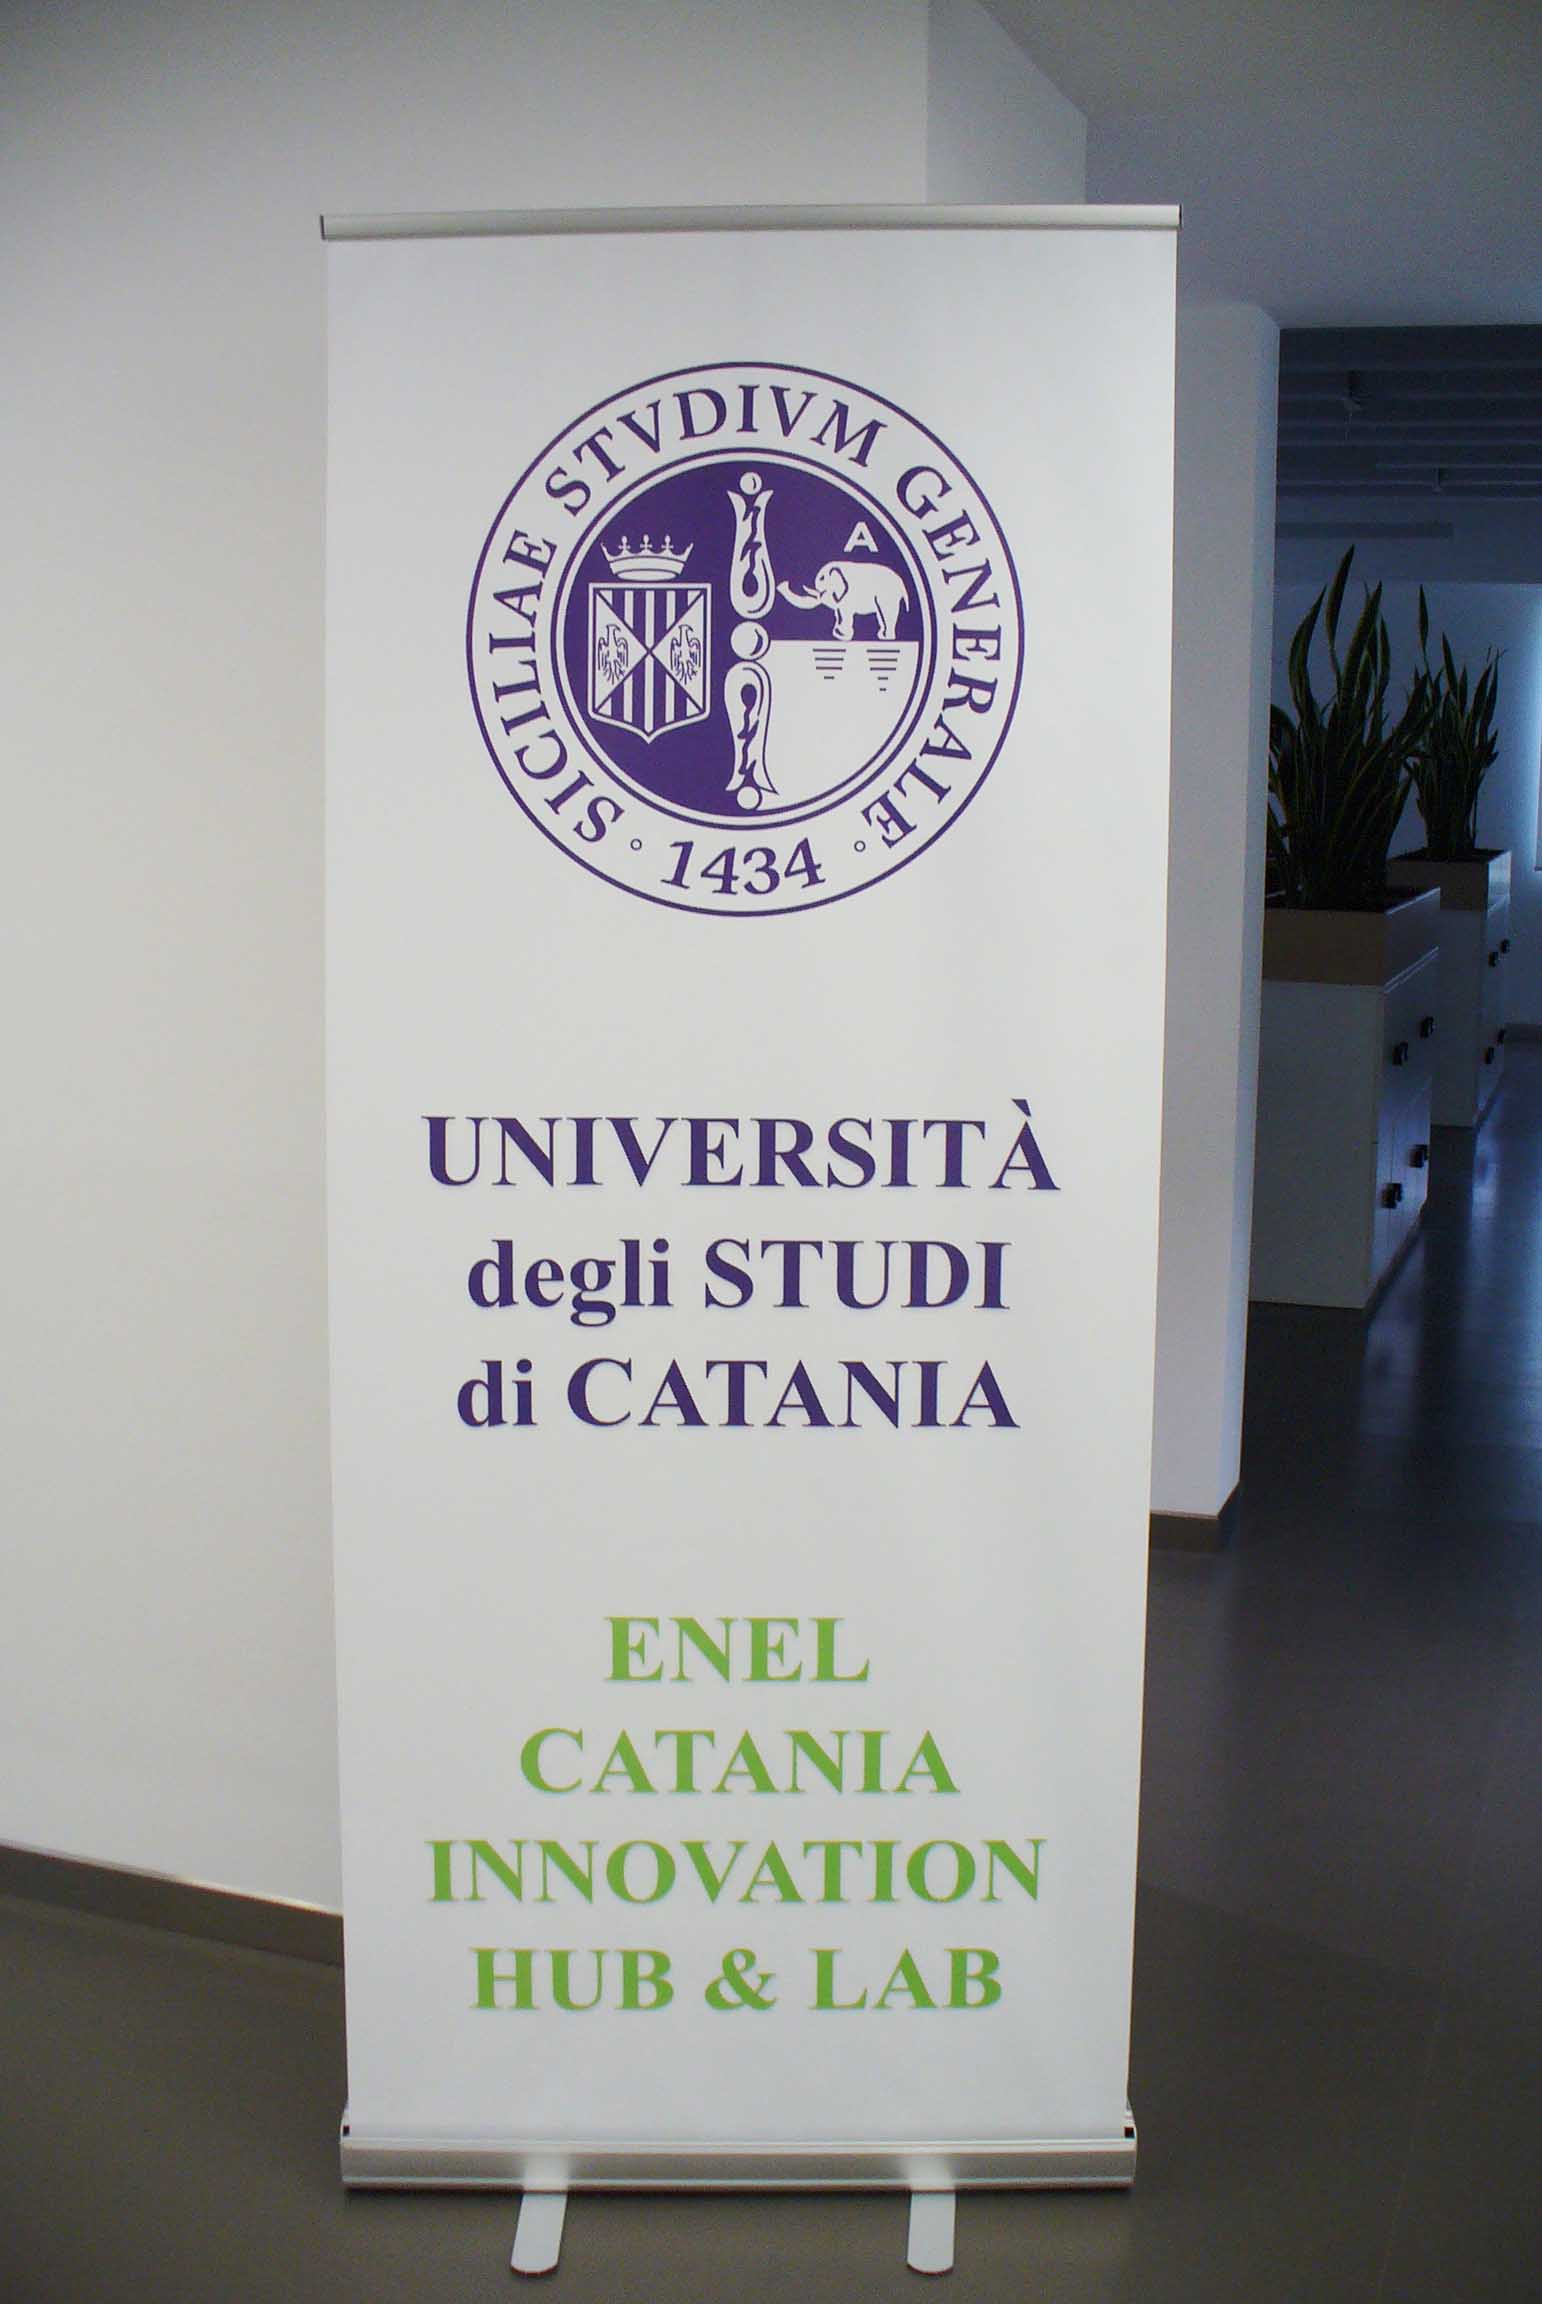 SICILIAE STVDIVM GENERALE
1434
A
UNIVERSITÀ
degli STUDI
di CATANIA
ENEL
CATANIA
INNOVATION
HUB & LAB